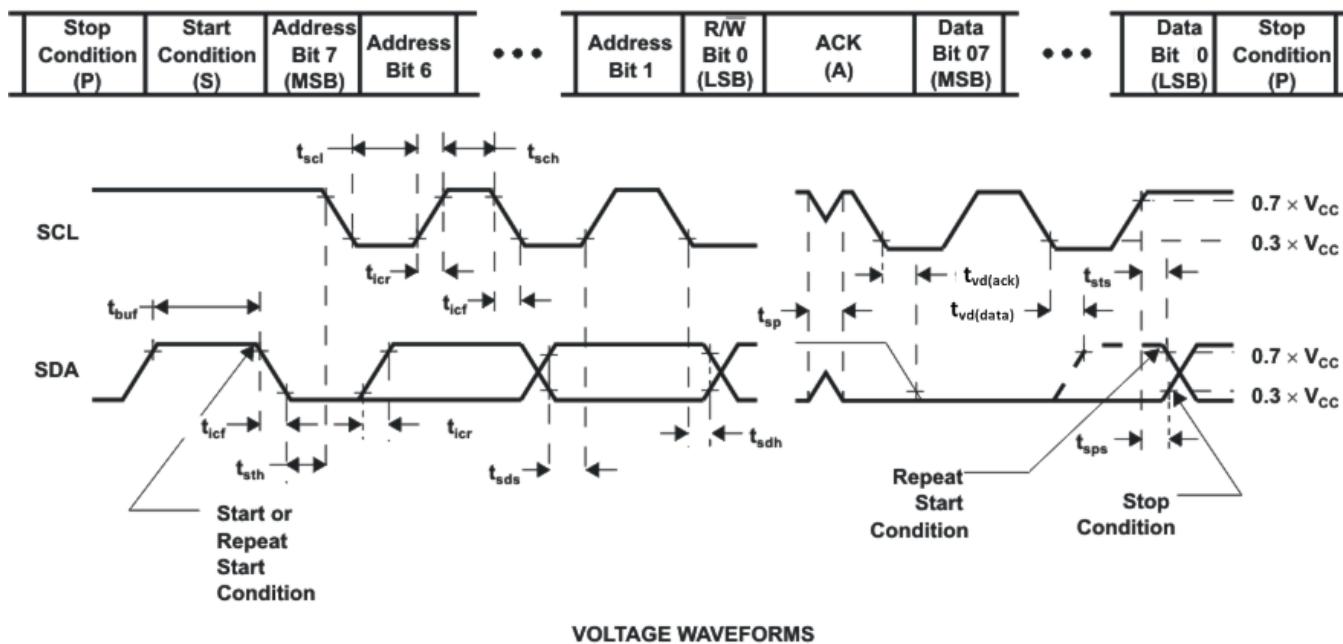 Stop
Condition
(P)
Start
Condition
(S)
Address
Bit 7
(MSB)
Address
Bit 6
Address
Bit 1
R/W̅
Bit 0
(LSB)
ACK
(A)
Data
Bit 07
(MSB)
Data
Bit 0
(LSB)
Stop
Condition
(P)
tscl
tsch
SCL
0.7 × VCC
0.3 × VCC
ticr
ticf
tvd(ack)
tsts
tbuf
tsp
tvd(data)
SDA
0.7 × VCC
0.3 × VCC
ticf
ticr
tsth
tsds
tsdh
tsps
Start or
Repeat
Start
Condition
Repeat
Start
Condition
Stop
Condition
VOLTAGE WAVEFORMS